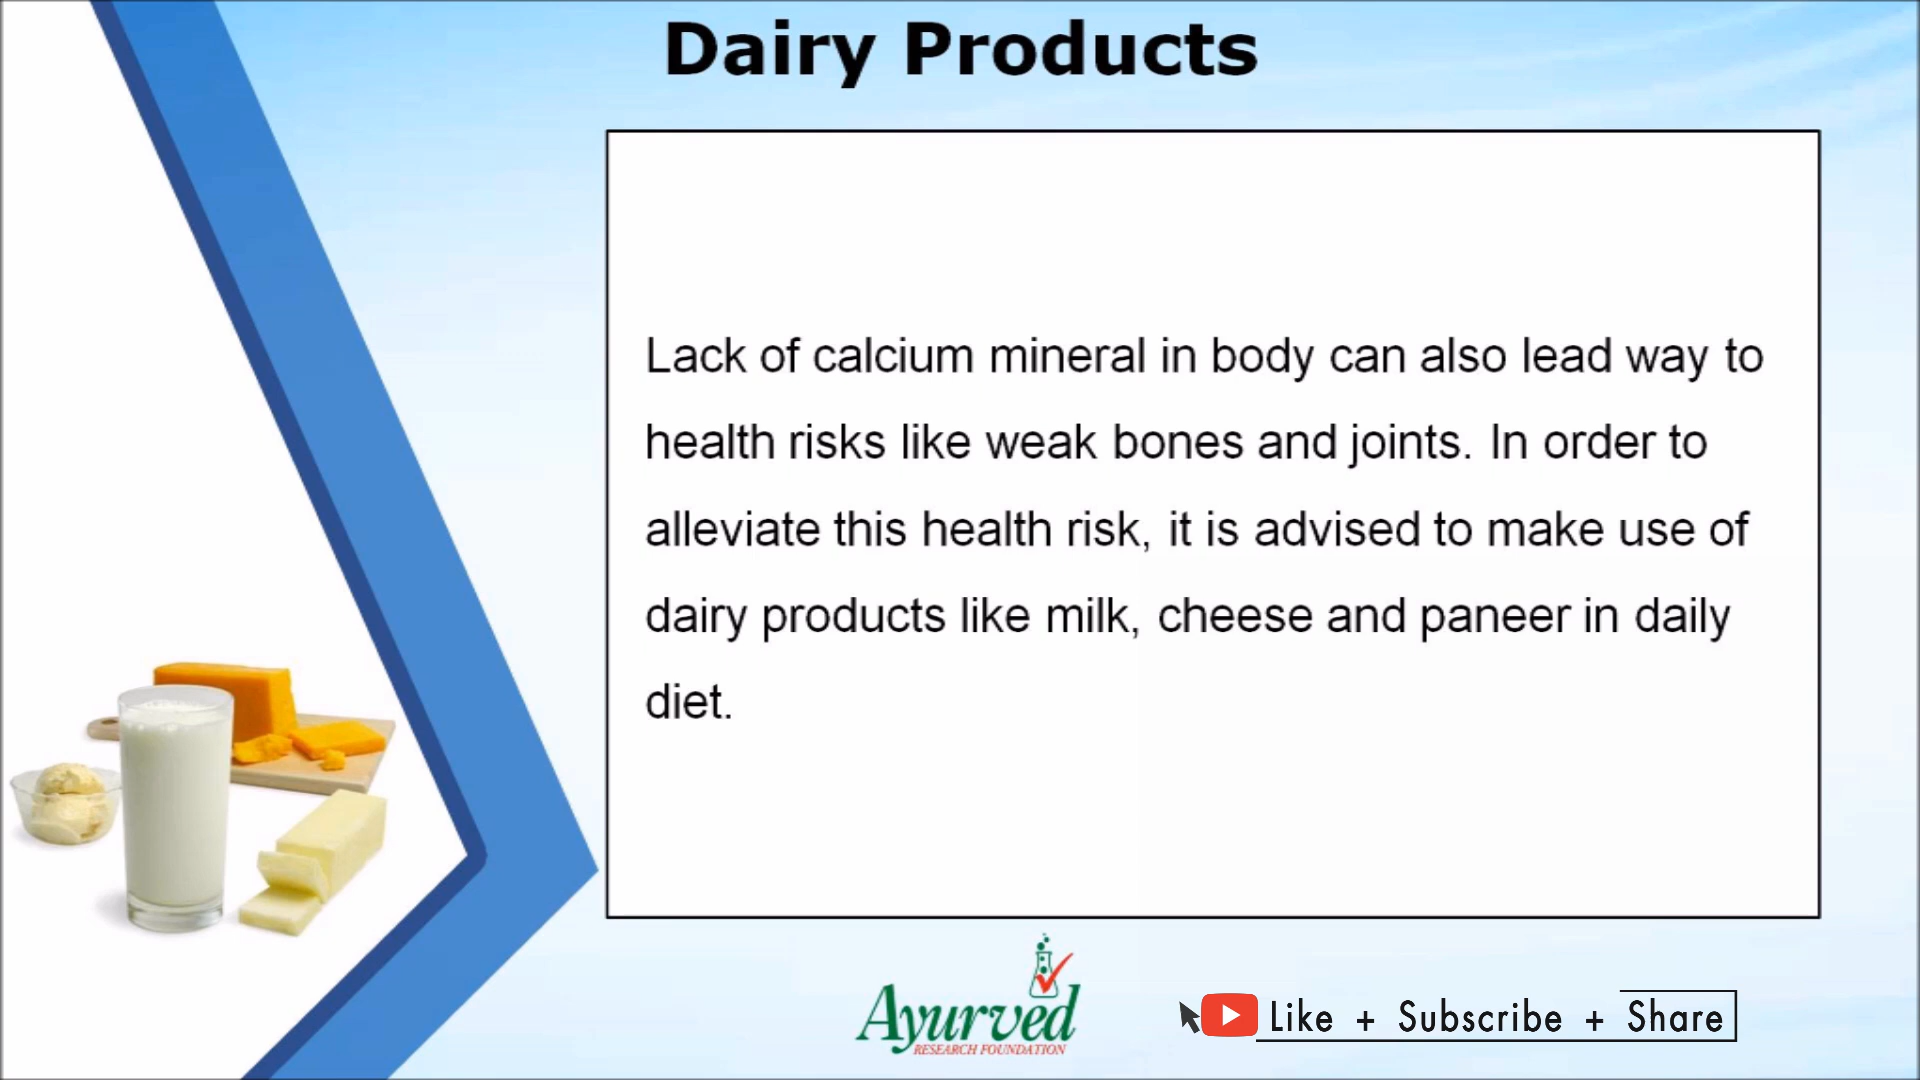 Dairy Products
Lack of calcium mineral in body can also lead way to
health risks like weak bones and joints. In order to
alleviate this health risk, it is advised to make use of
dairy products like milk, cheese and paneer in daily
diet.
Ayurved
RESEARCH FOUNDATION
Like + Subscribe + Share